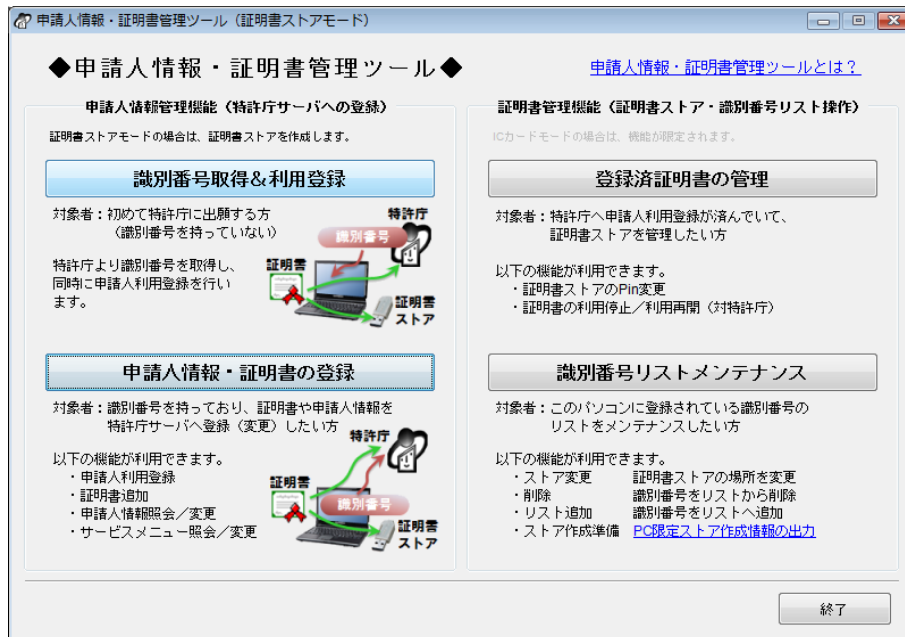 申請人情報・証明書管理ツール（証明書ストアモード）
◆申請人情報・証明書管理ツール◆
申請人情報・証明書管理ツールとは？
申請人情報管理機能（特許庁サーバへの登録）
証明書ストアモードの場合は、証明書ストアを作成します。
識別番号取得&利用登録
対象者：初めて特許庁に出願する方
（識別番号を持っていない）
特許庁より識別番号を取得し、
同時に申請人利用登録を行い
ます。
特許庁
識別番号
証明書
証明書
ストア
申請人情報・証明書の登録
対象者：識別番号を持っており、証明書や申請人情報を
特許庁サーバへ登録（変更）したい方
以下の機能が利用できます。
・申請人利用登録
・証明書追加
・申請人情報照会／変更
・サービスメニュー照会／変更
特許庁
証明書
識別番号
証明書
ストア
証明書管理機能（証明書ストア・識別番号リスト操作）
ICカードモードの場合は、機能が限定されます。
登録済証明書の管理
対象者：特許庁へ申請人利用登録が済んでいて、
証明書ストアを管理したい方
以下の機能が利用できます。
・証明書ストアのPin変更
・証明書の利用停止／利用再開（対特許庁）
識別番号リストメンテナンス
対象者：このパソコンに登録されている識別番号の
リストをメンテナンスしたい方
以下の機能が利用できます。
・ストア変更 証明書ストアの場所を変更
・削除 識別番号をリストから削除
・リスト追加 識別番号をリストへ追加
・ストア作成準備 PC限定ストア作成情報の出力
終了